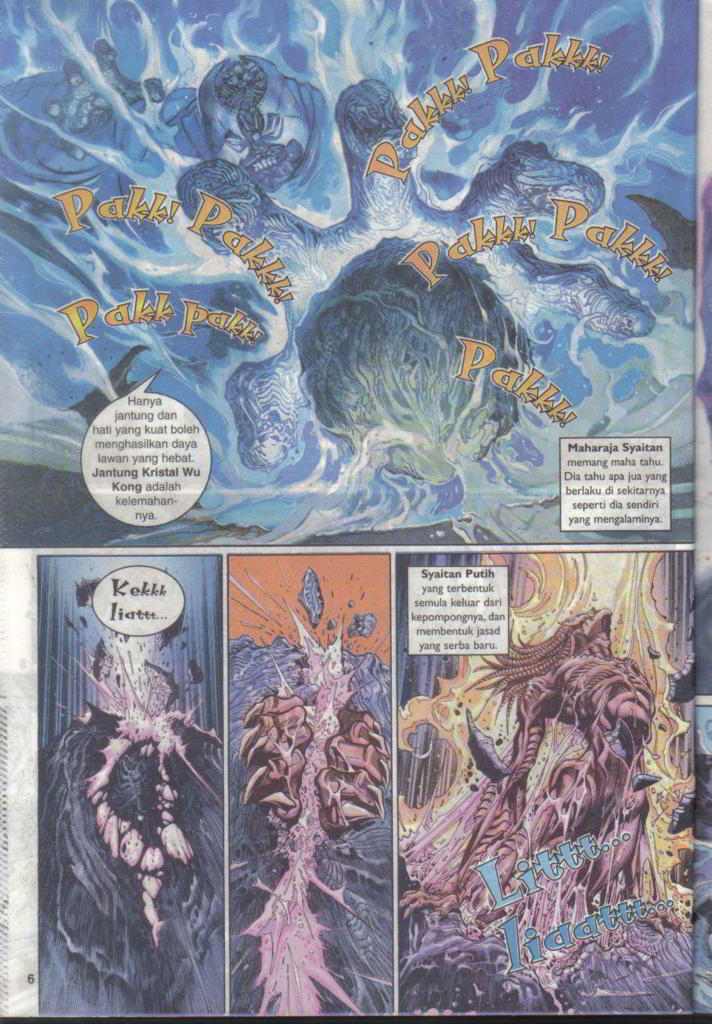 Pakkk! Pakkk!
Pakk! Pakkk!
Pakkk! Pakkk!
Pakk pakk!
Pakkk!
Hanya
jantung dan
hati yang kuat boleh
menghasilkan daya
lawan yang hebat.
Jantung Kristal Wu
Kong adalah
kelemahan-
nya.
Maharaja Syaitan
memang maha tahu.
Dia tahu apa jua yang
berlaku di sekitarnya
seperti dia sendiri
yang mengalaminya.
Kekkk
liattt...
Syaitan Putih
yang terbentuk
semula keluar dari
kepompongnya, dan
membentuk jasad
yang serba baru.
Littt...
liaattt...
6